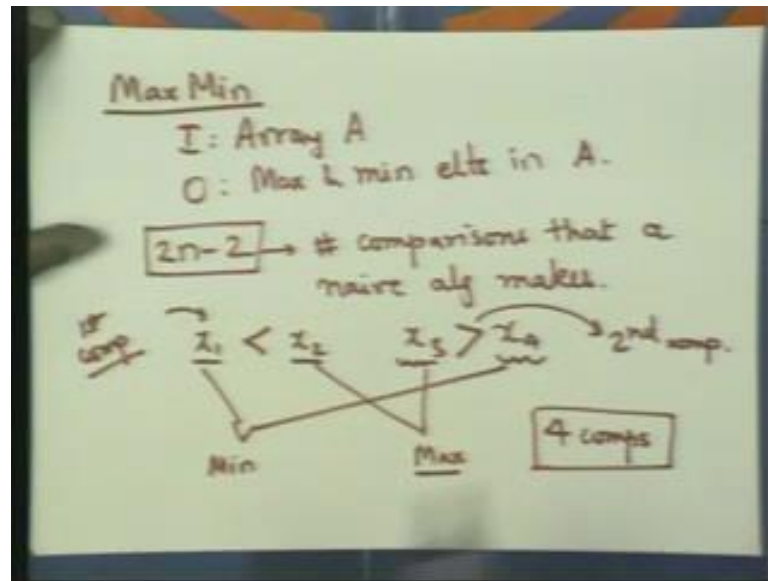 Max Min
I: Array A
O: Max & min elts in A.
2n-2 → # comparisons that a
naive alg makes.
1st comp x₁ < x₂ x₃ > x₄ 2nd comp.
Min Max 4 comps